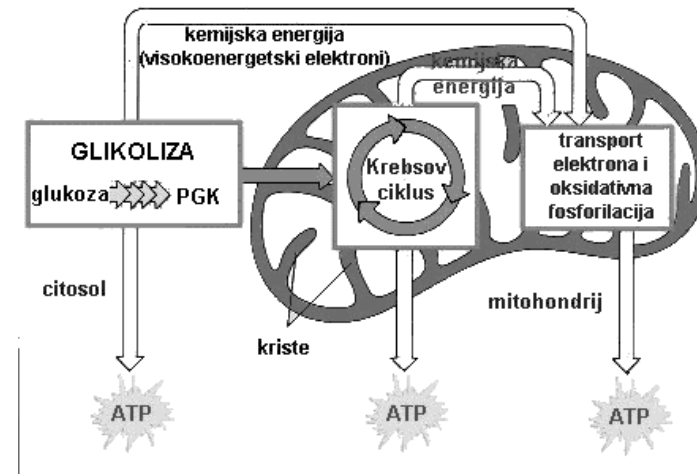 kemijska energija
(visokoenergetski elektroni)
kemijska
energija
GLIKOLIZA
glukoza PGK
Krebsov
ciklus
transport
elektrona i
oksidativna
fosforilacija
citosol
kriste
mitohondrij
ATP
ATP
ATP